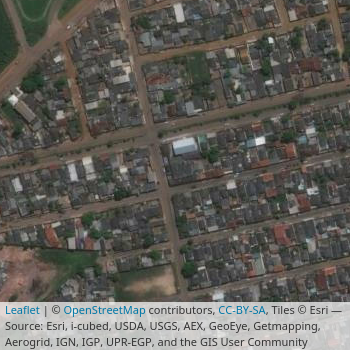 Leaflet | © OpenStreetMap contributors, CC-BY-SA, Tiles © Esri —
Source: Esri, i-cubed, USDA, USGS, AEX, GeoEye, Getmapping,
Aerogrid, IGN, IGP, UPR-EGP, and the GIS User Community